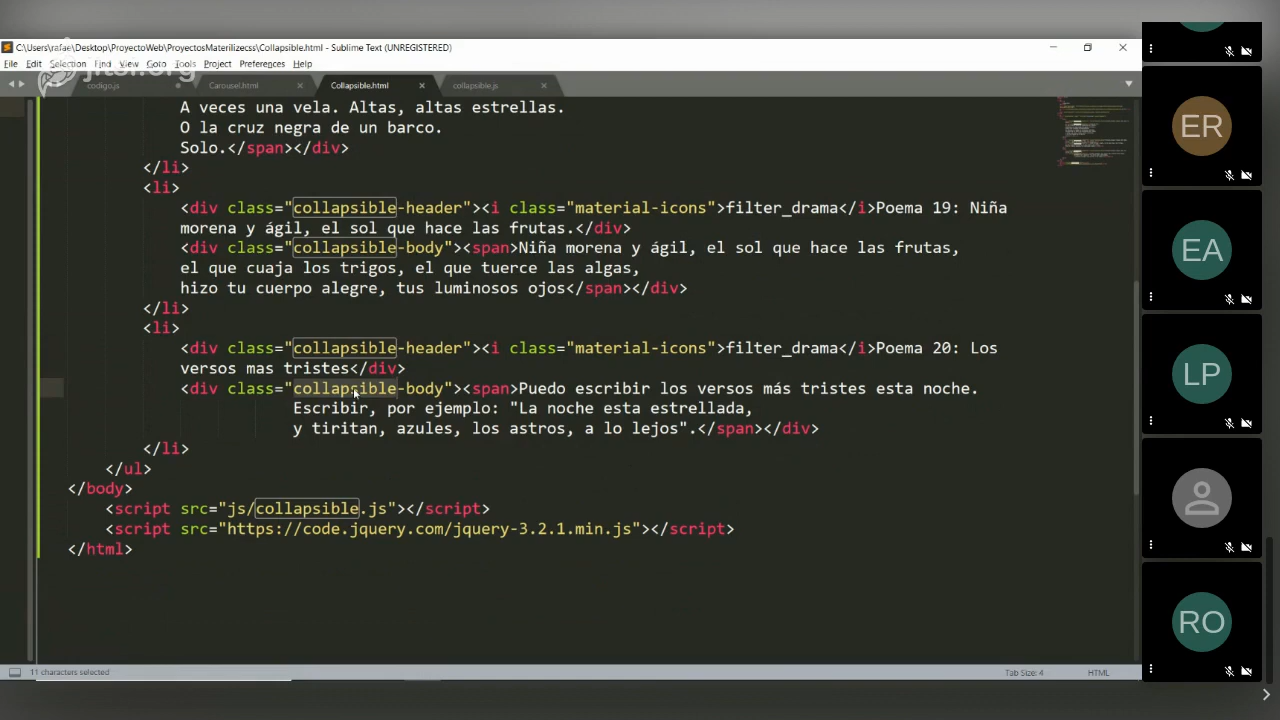 C:\Users\rafae\Desktop\ProyectoWeb\ProyectosMaterilizecss\Collapsible.html - Sublime Text (UNREGISTERED)
File Edit Selection Find View Goto Tools Project Preferences Help
jitsi.org
codigo.js Carousel.html Collapsible.html collapsible.js
A veces una vela. Altas, altas estrellas.
O la cruz negra de un barco.
Solo.</span></div>
</li>
<li>
<div class="collapsible-header"><i class="material-icons">filter_drama</i>Poema 19: Niña
morena y ágil, el sol que hace las frutas.</div>
<div class="collapsible-body"><span>Niña morena y ágil, el sol que hace las frutas,
el que cuaja los trigos, el que tuerce las algas,
hizo tu cuerpo alegre, tus luminosos ojos</span></div>
</li>
<li>
<div class="collapsible-header"><i class="material-icons">filter_drama</i>Poema 20: Los
versos mas tristes</div>
<div class="collapsible-body"><span>Puedo escribir los versos más tristes esta noche.
Escribir, por ejemplo: "La noche esta estrellada,
y tiritan, azules, los astros, a lo lejos".</span></div>
</li>
</ul>
</body>
<script src="js/collapsible.js"></script>
<script src="https://code.jquery.com/jquery-3.2.1.min.js"></script>
</html>
11 characters selected Tab Size: 4 HTML
ER
EA
LP
RO